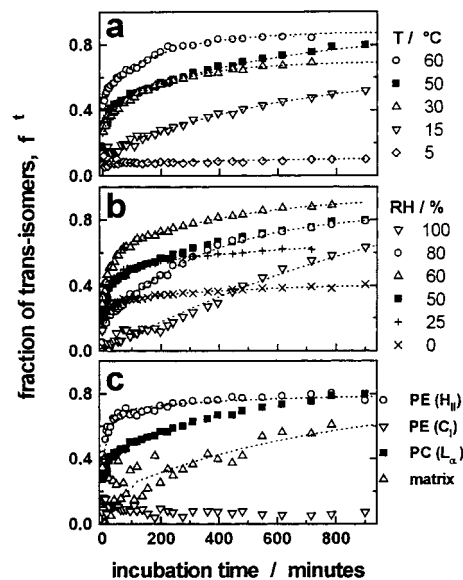 fraction of trans-isomers, f t
a
0.8
0.4
0.0
T / °C
60
50
30
15
5
b
0.8
0.4
0.0
RH / %
100
80
60
50
25
0
c
0.8
0.4
0.0
PE (HII)
PE (CI)
PC (Lα)
matrix
0 200 400 600 800
incubation time / minutes